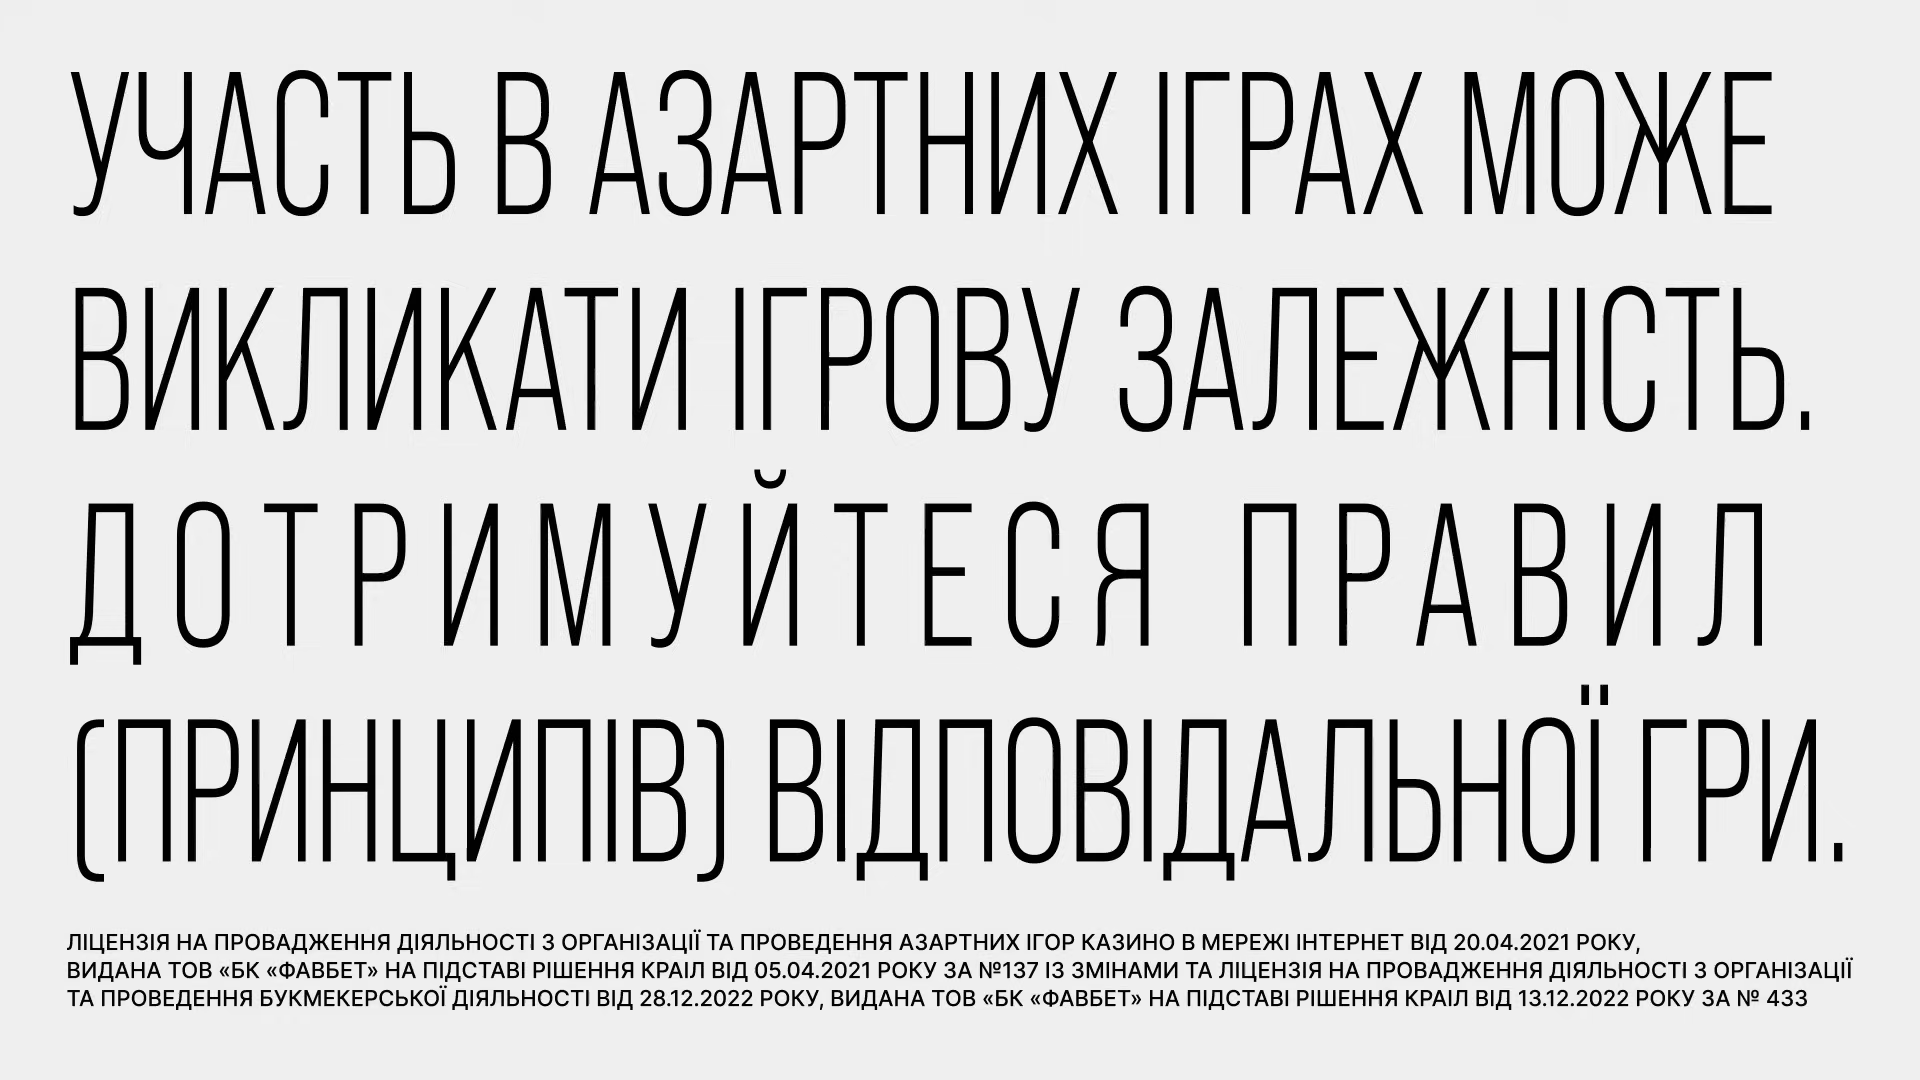 УЧАСТЬ В АЗАРТНИХ ІГРАХ МОЖЕ
ВИКЛИКАТИ ІГРОВУ ЗАЛЕЖНІСТЬ.
ДОТРИМУЙТЕСЯ ПРАВИЛ
(ПРИНЦИПІВ) ВІДПОВІДАЛЬНОЇ ГРИ.
ЛІЦЕНЗІЯ НА ПРОВАДЖЕННЯ ДІЯЛЬНОСТІ З ОРГАНІЗАЦІЇ ТА ПРОВЕДЕННЯ АЗАРТНИХ ІГОР КАЗИНО В МЕРЕЖІ ІНТЕРНЕТ ВІД 20.04.2021 РОКУ,
ВИДАНА ТОВ «БК «ФАВБЕТ» НА ПІДСТАВІ РІШЕННЯ КРАІЛ ВІД 05.04.2021 РОКУ ЗА №137 ІЗ ЗМІНАМИ ТА ЛІЦЕНЗІЯ НА ПРОВАДЖЕННЯ ДІЯЛЬНОСТІ З ОРГАНІЗАЦІЇ
ТА ПРОВЕДЕННЯ БУКМЕКЕРСЬКОЇ ДІЯЛЬНОСТІ ВІД 28.12.2022 РОКУ, ВИДАНА ТОВ «БК «ФАВБЕТ» НА ПІДСТАВІ РІШЕННЯ КРАІЛ ВІД 13.12.2022 РОКУ ЗА № 433